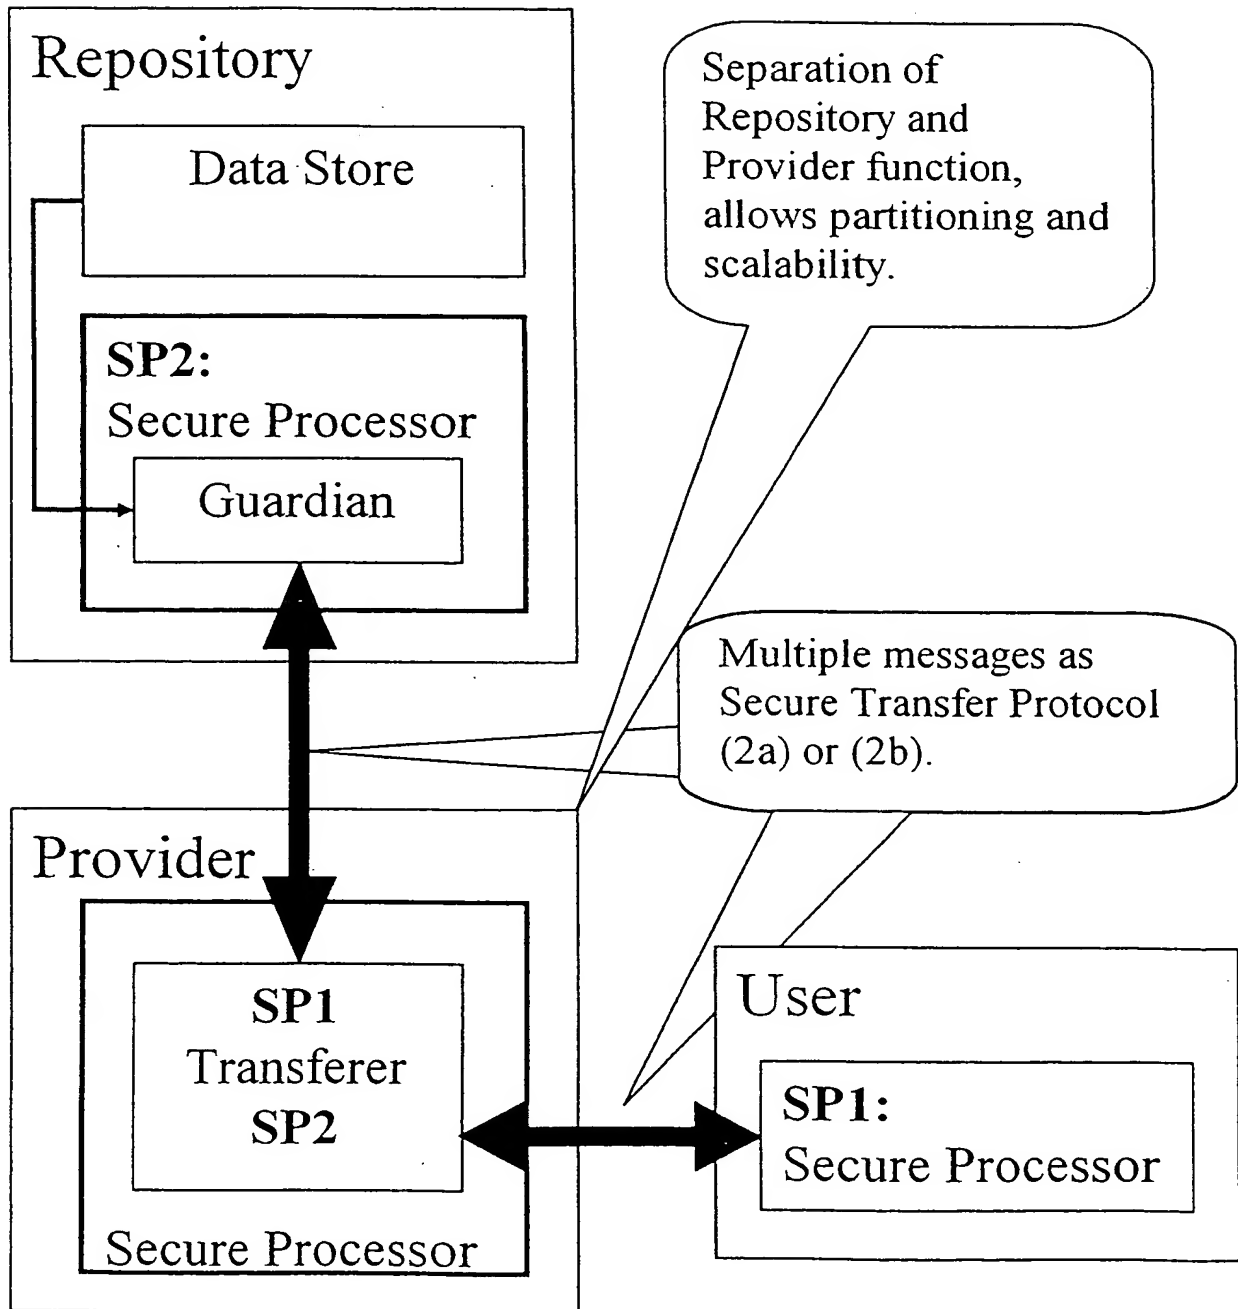 Repository
Data Store
SP2:
Secure Processor
Guardian
Separation of
Repository and
Provider function,
allows partitioning and
scalability.
Multiple messages as
Secure Transfer Protocol
(2a) or (2b).
Provider
SP1
Transferer
SP2
Secure Processor
User
SP1:
Secure Processor